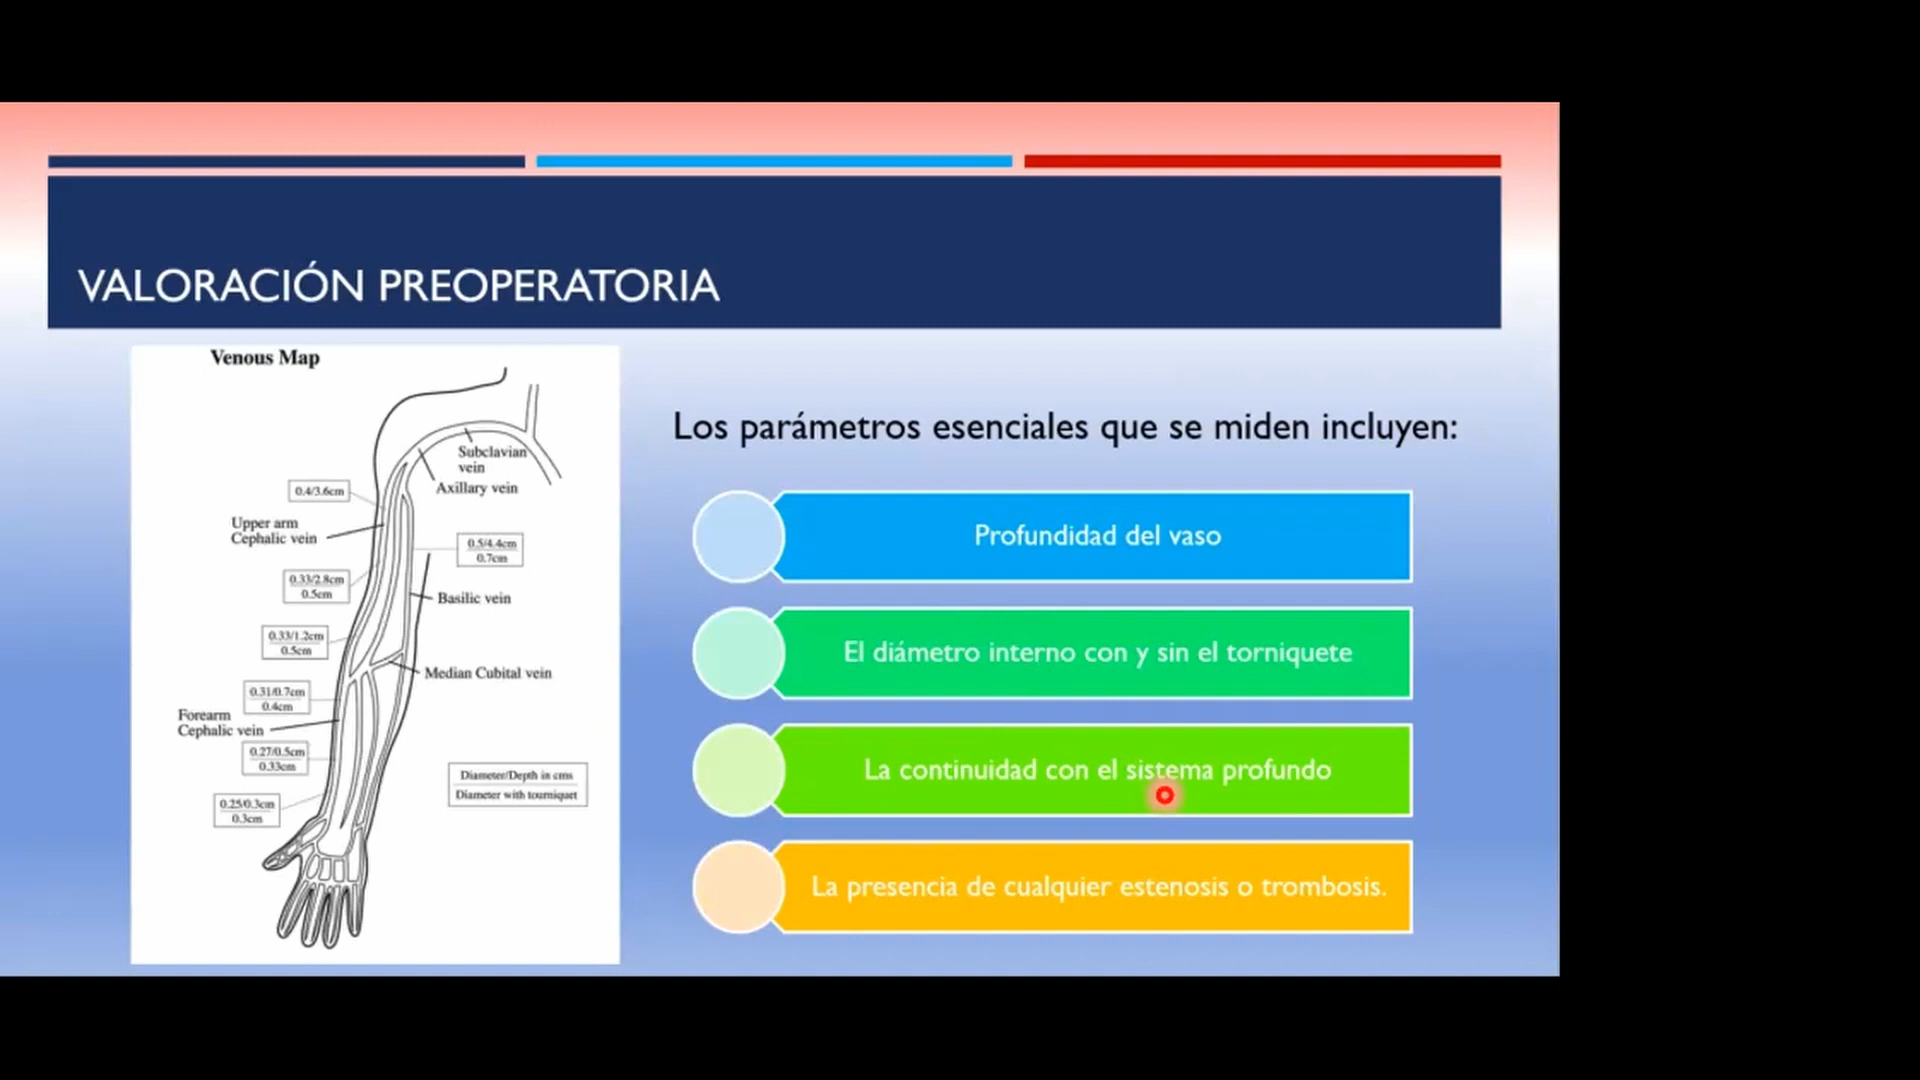 VALORACIÓN PREOPERATORIA
Venous Map
Subclavian
vein
Axillary vein
0.4/3.6cm
Upper arm
Cephalic vein
0.5/4.4cm
0.7cm
0.33/2.8cm
0.5cm
Basilic vein
0.33/1.2cm
0.5cm
Median Cubital vein
0.31/0.7cm
0.4cm
Forearm
Cephalic vein
0.27/0.5cm
0.33cm
0.25/0.3cm
0.3cm
Diameter/Depth in cms
Diameter with tourniquet
Los parámetros esenciales que se miden incluyen:
Profundidad del vaso
El diámetro interno con y sin el torniquete
La continuidad con el sistema profundo
La presencia de cualquier estenosis o trombosis.